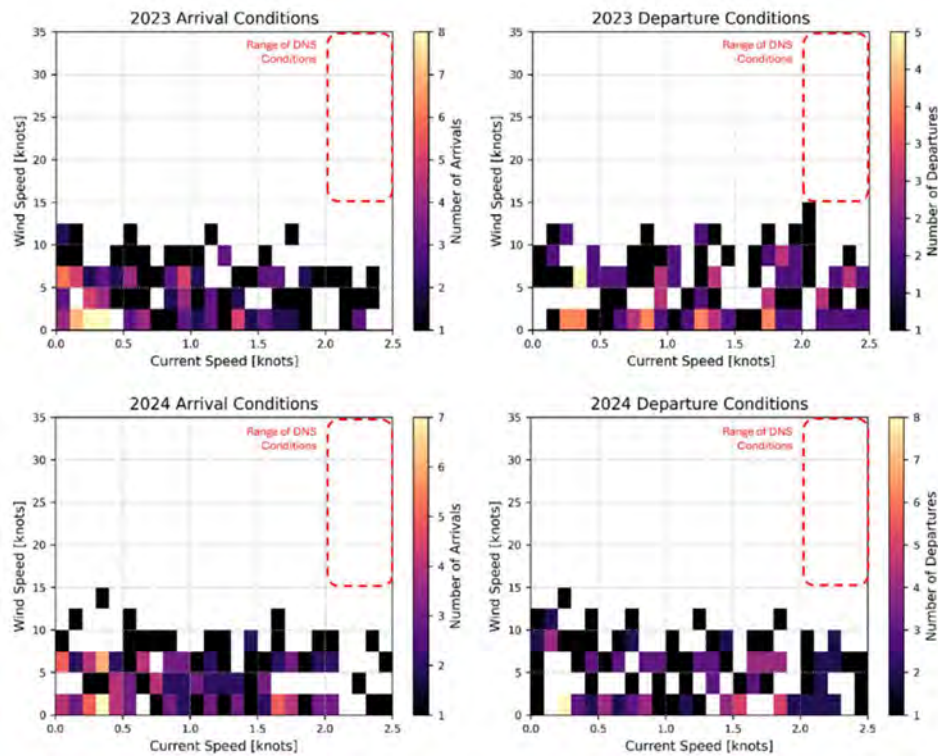 2023 Arrival Conditions
35
30
25
20
15
10
5
0
0.0 0.5 1.0 1.5 2.0 2.5
Wind Speed [knots]
Current Speed [knots]
Range of DNS
Conditions
8
7
6
5
4
3
2
1
Number of Arrivals
2023 Departure Conditions
35
30
25
20
15
10
5
0
0.0 0.5 1.0 1.5 2.0 2.5
Wind Speed [knots]
Current Speed [knots]
Range of DNS
Conditions
5
4
4
3
3
2
2
1
1
Number of Departures
2024 Arrival Conditions
35
30
25
20
15
10
5
0
0.0 0.5 1.0 1.5 2.0 2.5
Wind Speed [knots]
Current Speed [knots]
Range of DNS
Conditions
7
6
5
4
3
2
1
Number of Arrivals
2024 Departure Conditions
35
30
25
20
15
10
5
0
0.0 0.5 1.0 1.5 2.0 2.5
Wind Speed [knots]
Current Speed [knots]
Range of DNS
Conditions
8
7
6
5
4
3
2
1
Number of Departures